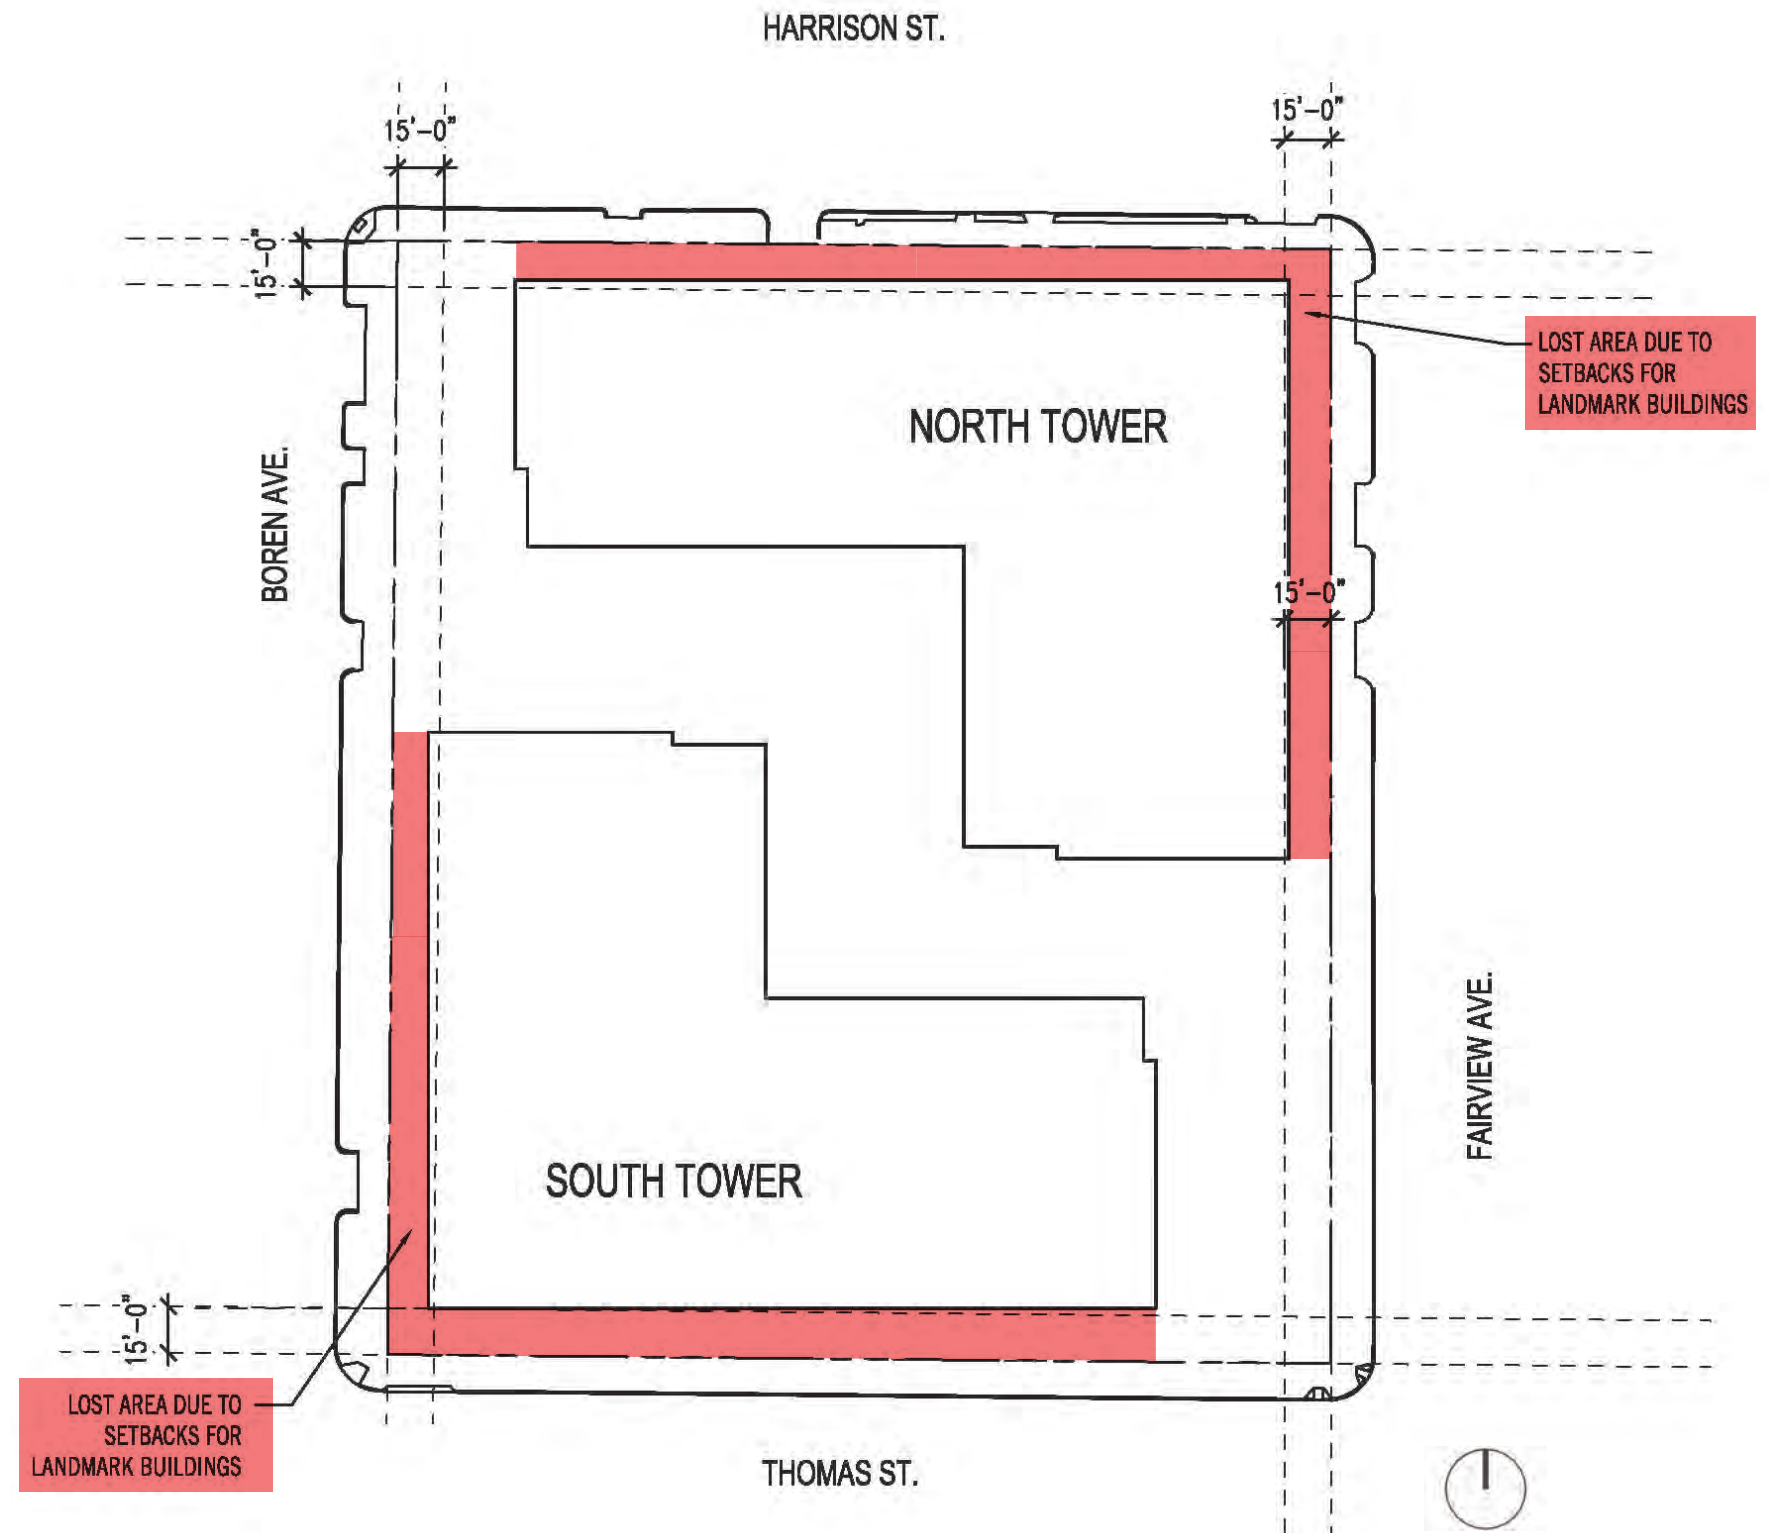 HARRISON ST.
15'-0"
15'-0"
15'-0"
LOST AREA DUE TO
SETBACKS FOR
LANDMARK BUILDINGS
NORTH TOWER
BOREN AVE.
15'-0"
FAIRVIEW AVE.
SOUTH TOWER
15'-0"
LOST AREA DUE TO
SETBACKS FOR
LANDMARK BUILDINGS
THOMAS ST.